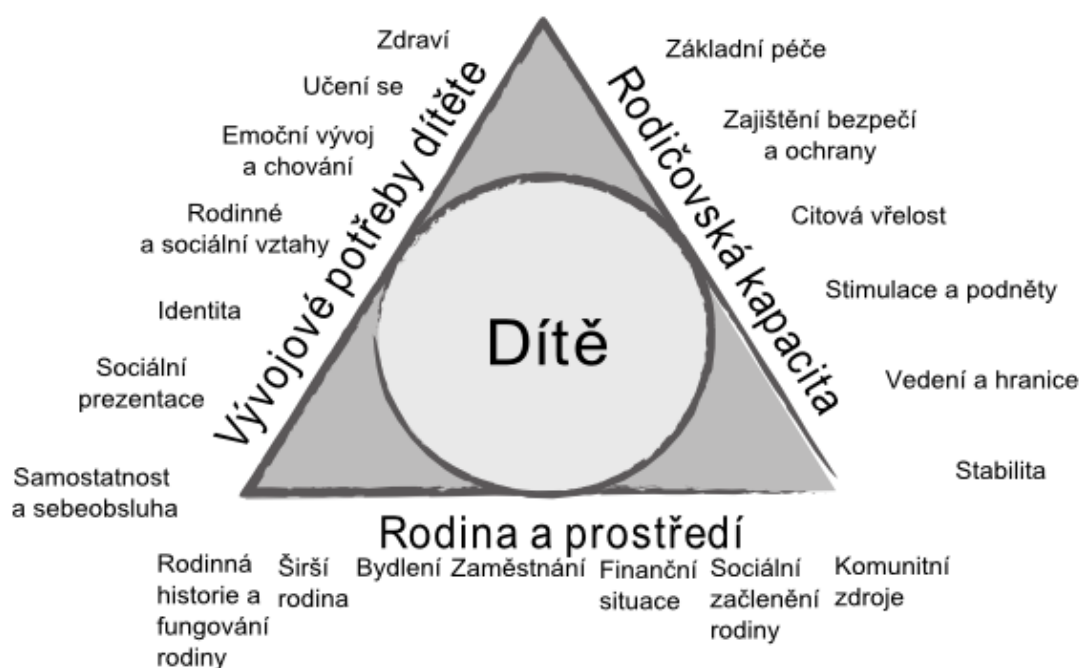 Zdraví
Učení se
Emoční vývoj
a chování
Rodinné
a sociální vztahy
Identita
Sociální
prezentace
Samostatnost
a sebeobsluha
Vývojové potřeby dítěte
Dítě
Rodičovská kapacita
Základní péče
Zajištění bezpečí
a ochrany
Citová vřelost
Stimulace a podněty
Vedení a hranice
Stabilita
Rodina a prostředí
Rodinná
historie a
fungování
rodiny
Širší
rodina
Bydlení
Zaměstnání
Finanční
situace
Sociální
začlenění
rodiny
Komunitní
zdroje